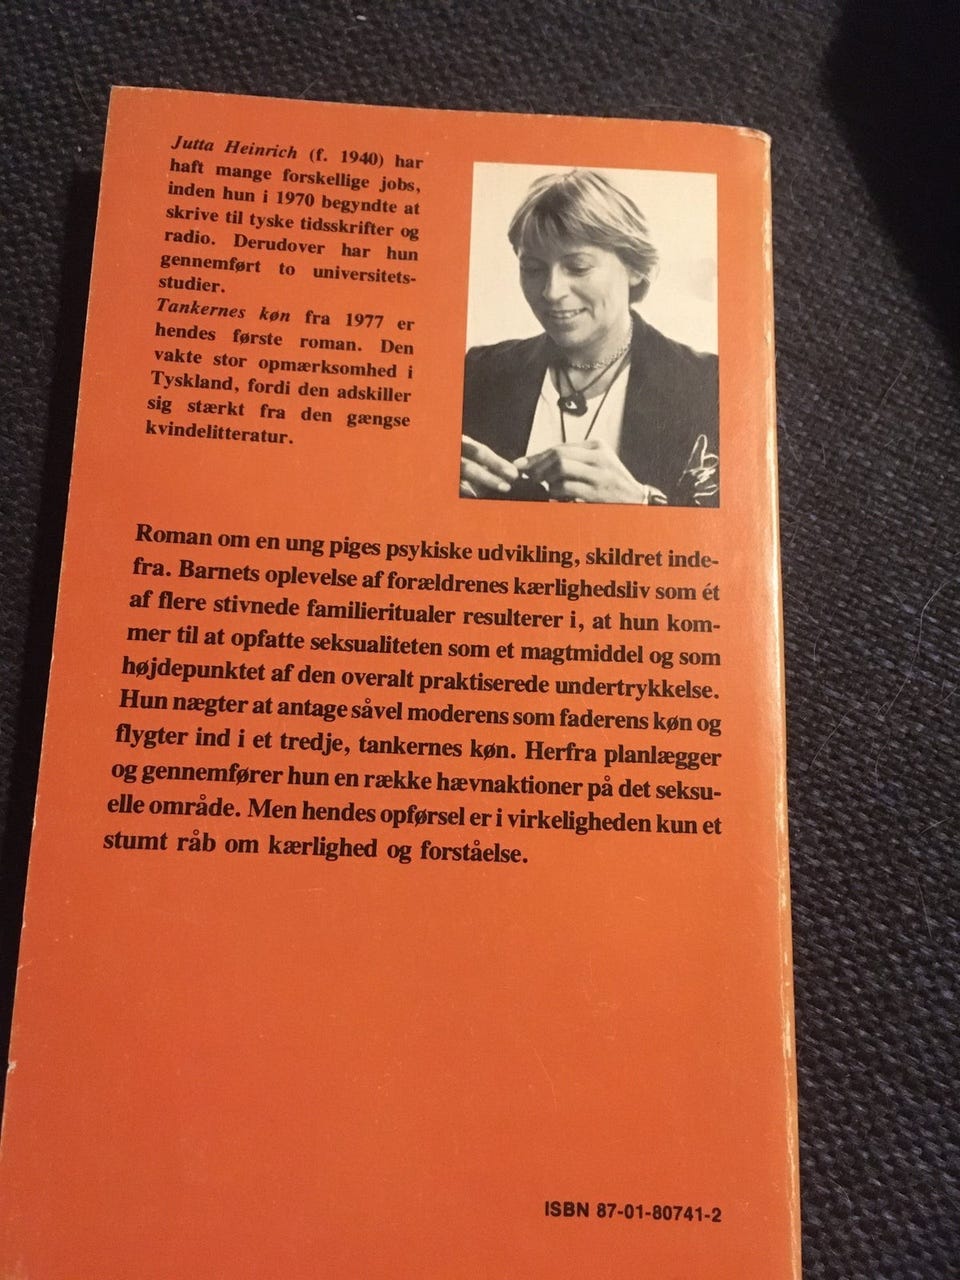 Jutta Heinrich (f. 1940) har
haft mange forskellige jobs,
inden hun i 1970 begyndte at
skrive til tyske tidsskrifter og
radio. Derudover har hun
gennemført to universitets-
studier.
Tankernes køn fra 1977 er
hendes første roman. Den
vakte stor opmærksomhed i
Tyskland, fordi den adskiller
sig stærkt fra den gængse
kvindelitteratur.
Roman om en ung piges psykiske udvikling, skildret inde-
fra. Barnets oplevelse af forældrenes kærlighedsliv som ét
af flere stivnede familieritualer resulterer i, at hun kom-
mer til at opfatte seksualiteten som et magtmiddel og som
højdepunktet af den overalt praktiserede undertrykkelse.
Hun nægter at antage såvel moderens som faderens køn og
flygter ind i et tredje, tankernes køn. Herfra planlægger
og gennemfører hun en række hævnaktioner på det seksu-
elle område. Men hendes opførsel er i virkeligheden kun et
stumt råb om kærlighed og forståelse.
ISBN 87-01-80741-2